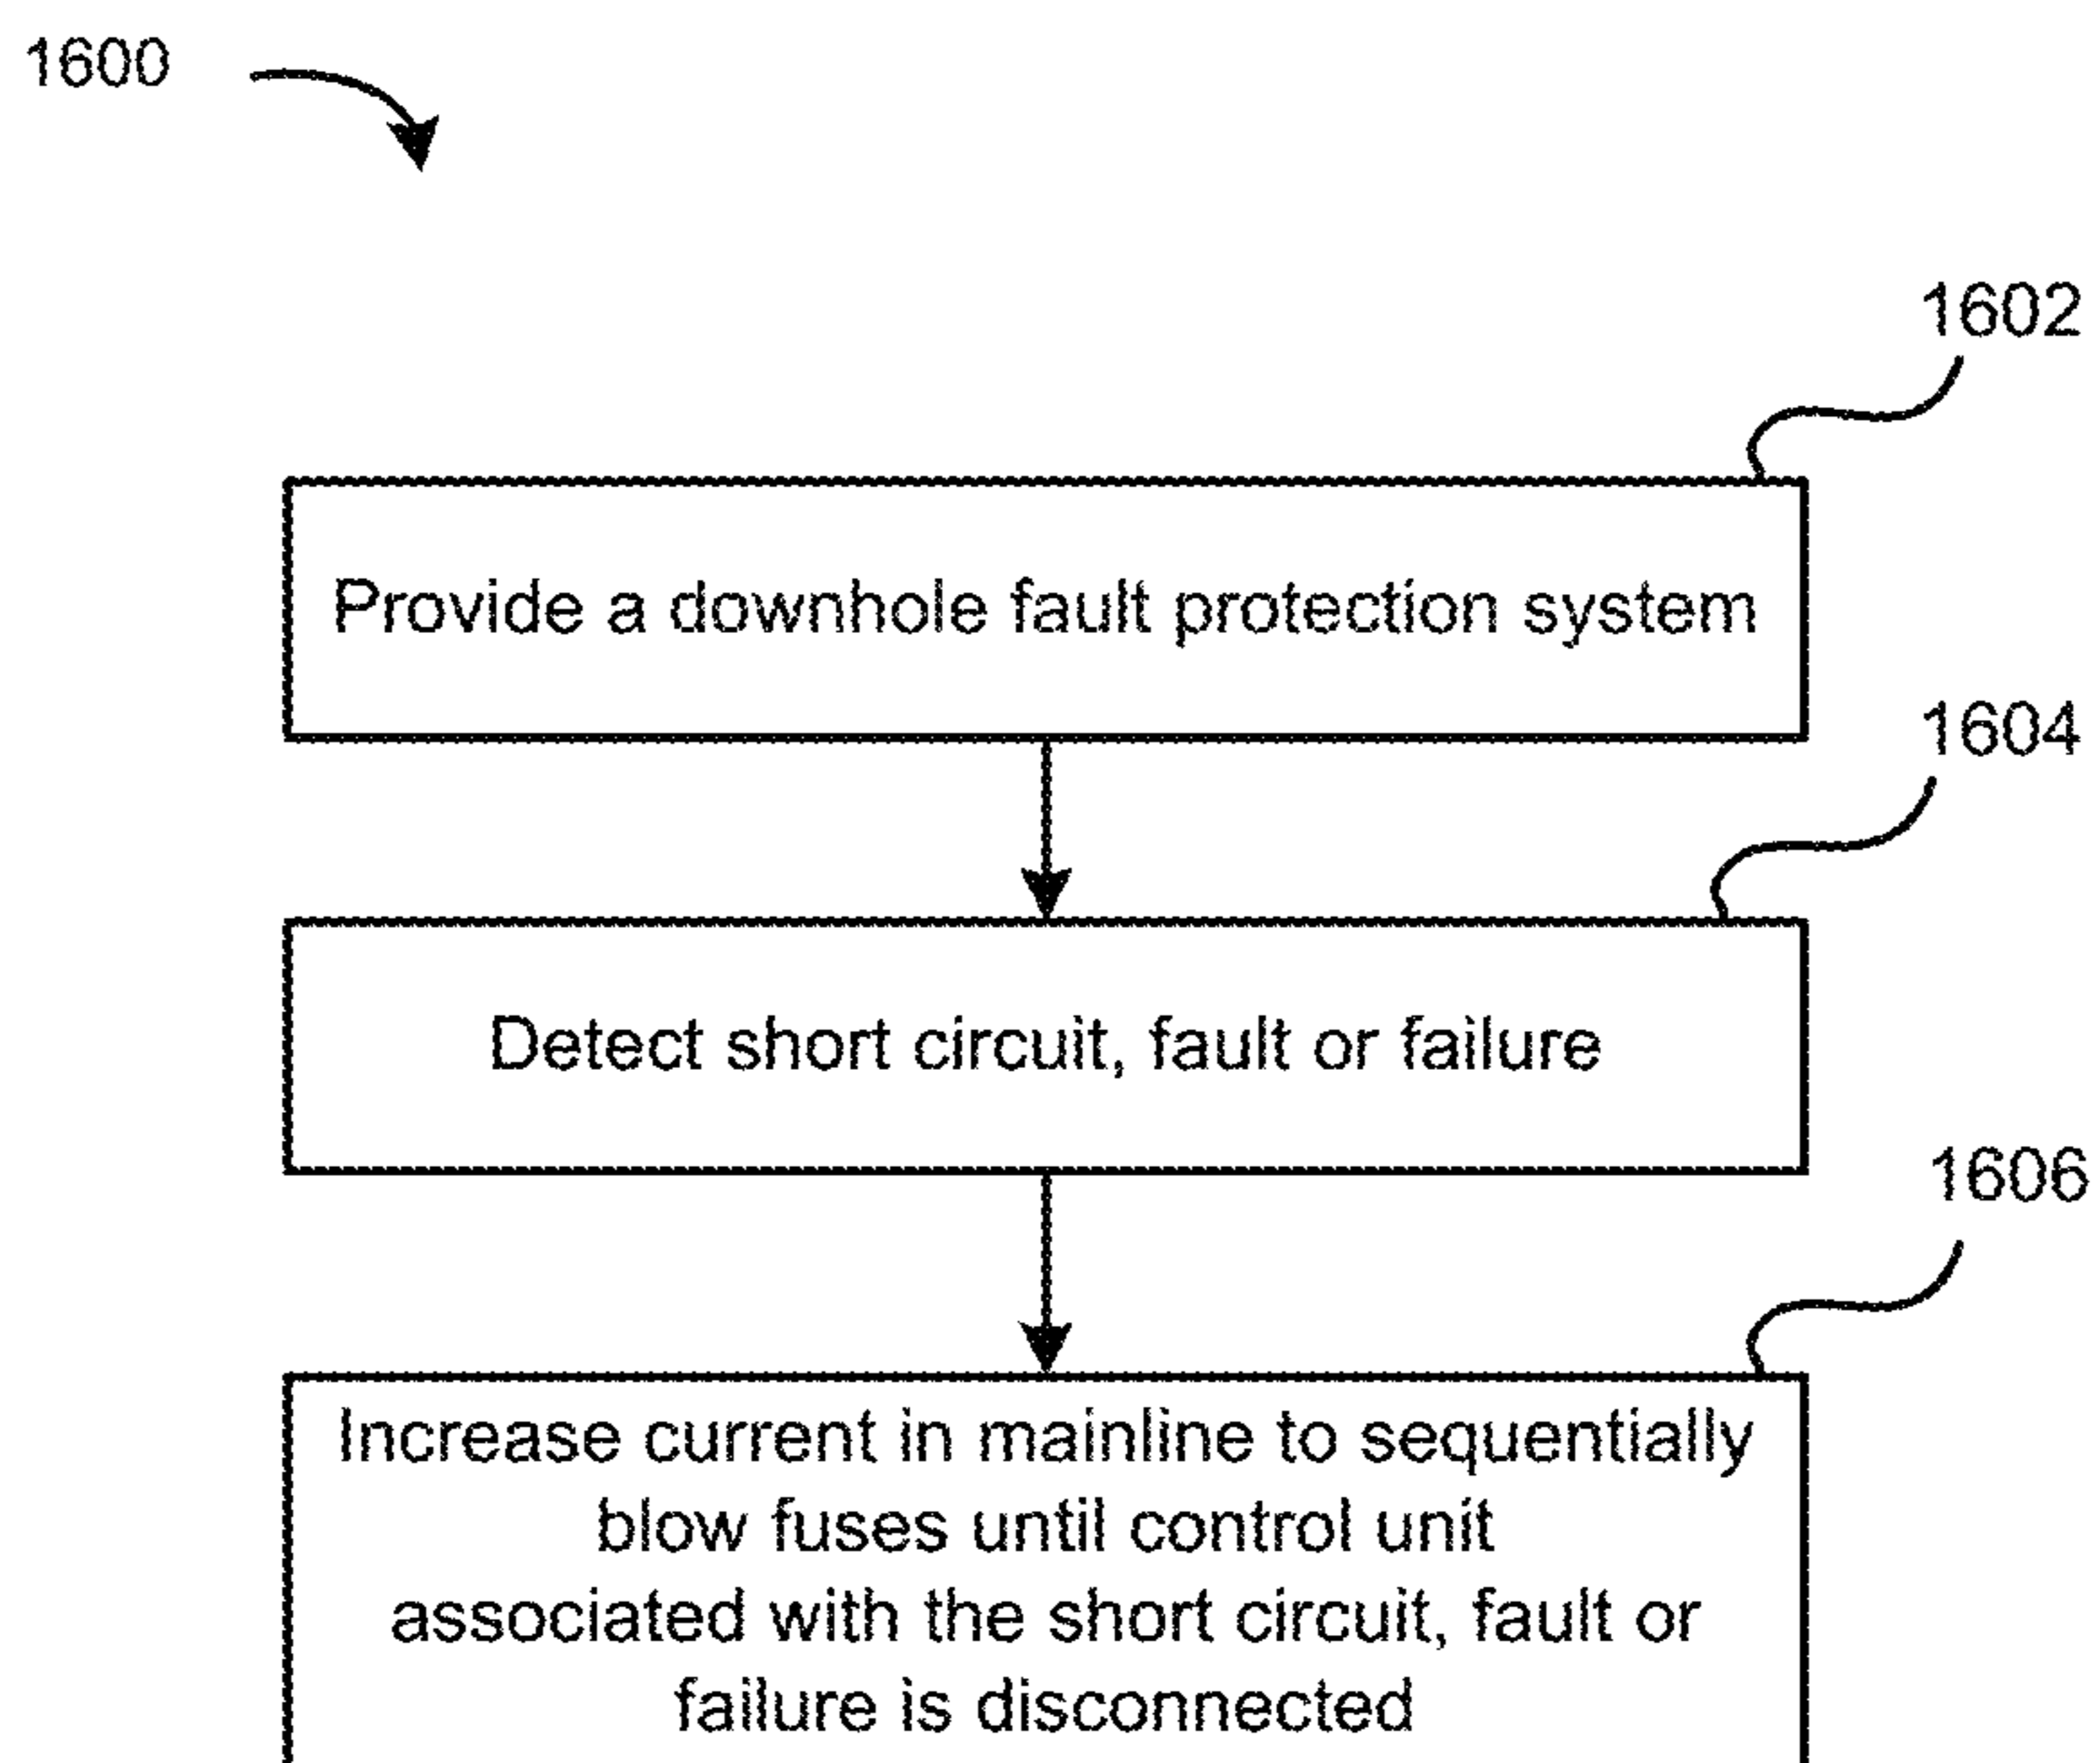 1600
1602
Provide a downhole fault protection system
1604
Detect short circuit, fault or failure
1606
Increase current in mainline to sequentially
blow fuses until control unit
associated with the short circuit, fault or
failure is disconnected